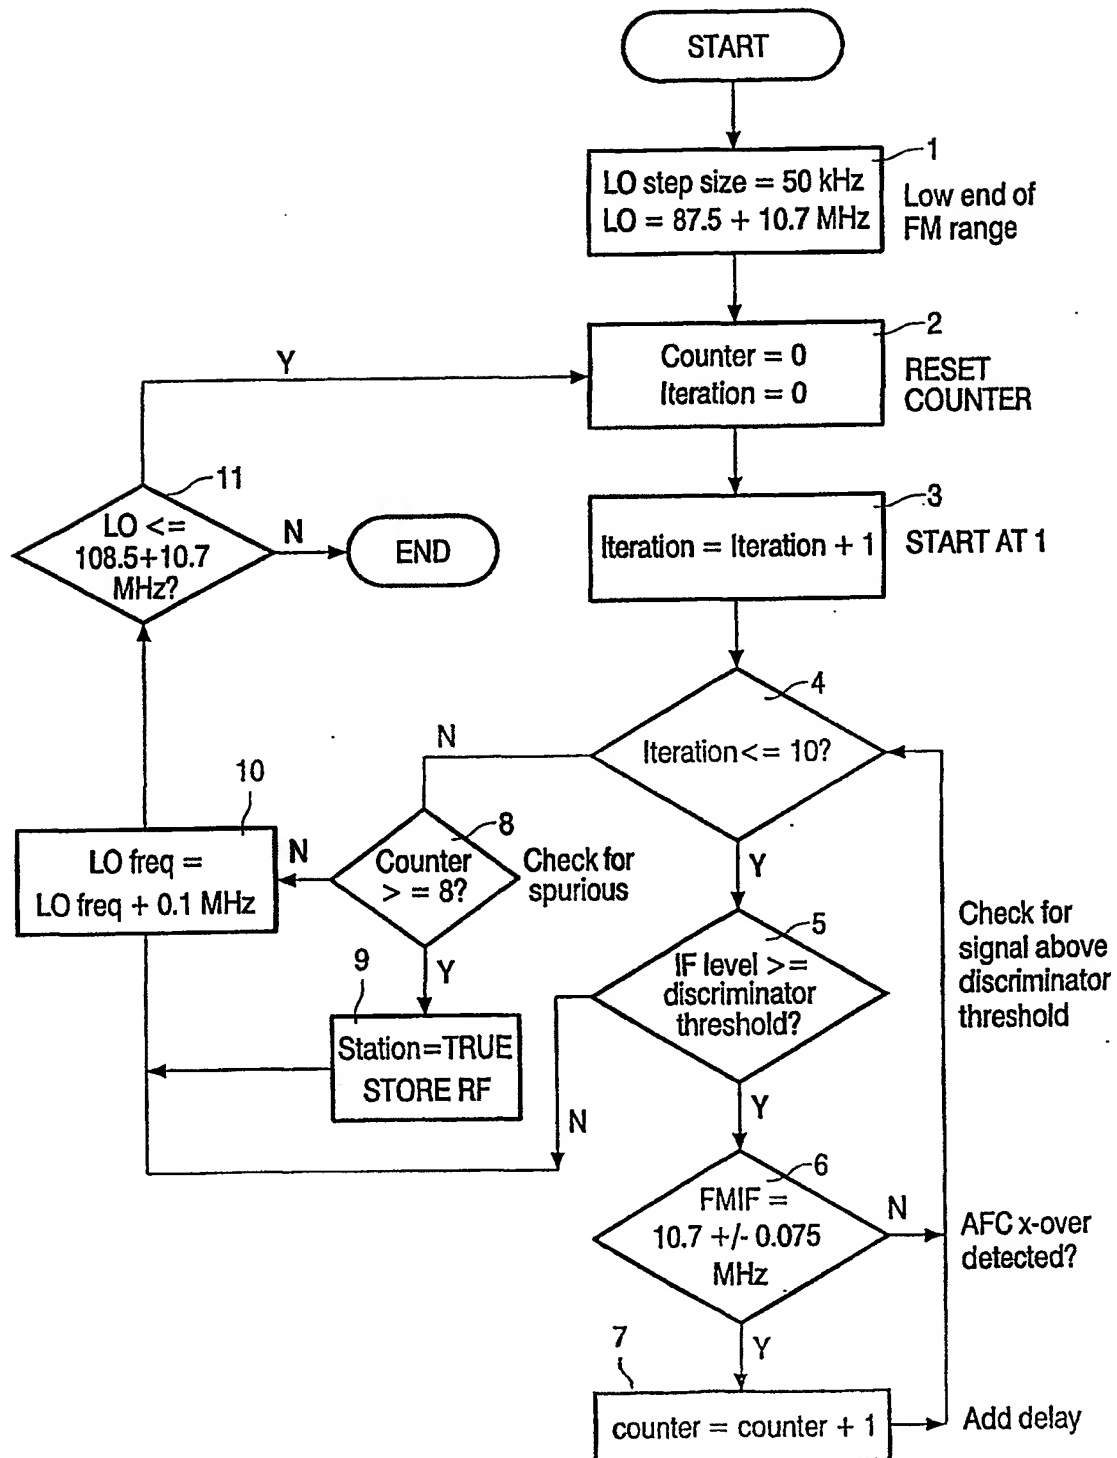 START
1
LO step size = 50 kHz
LO = 87.5 + 10.7 MHz
Low end of
FM range
2
Counter = 0
Iteration = 0
RESET
COUNTER
Y
3
Iteration = Iteration + 1
START AT 1
11
LO <=
108.5+10.7
MHz?
N
END
4
Iteration <= 10?
N
Y
10
LO freq =
LO freq + 0.1 MHz
N
8
Counter
> = 8?
Check for
spurious
Y
9
Station=TRUE
STORE RF
5
IF level >=
discriminator
threshold?
N
Y
Check for
signal above
discriminator
threshold
6
FMIF =
10.7 +/- 0.075
MHz
N
AFC x-over
detected?
Y
7
counter = counter + 1
Add delay